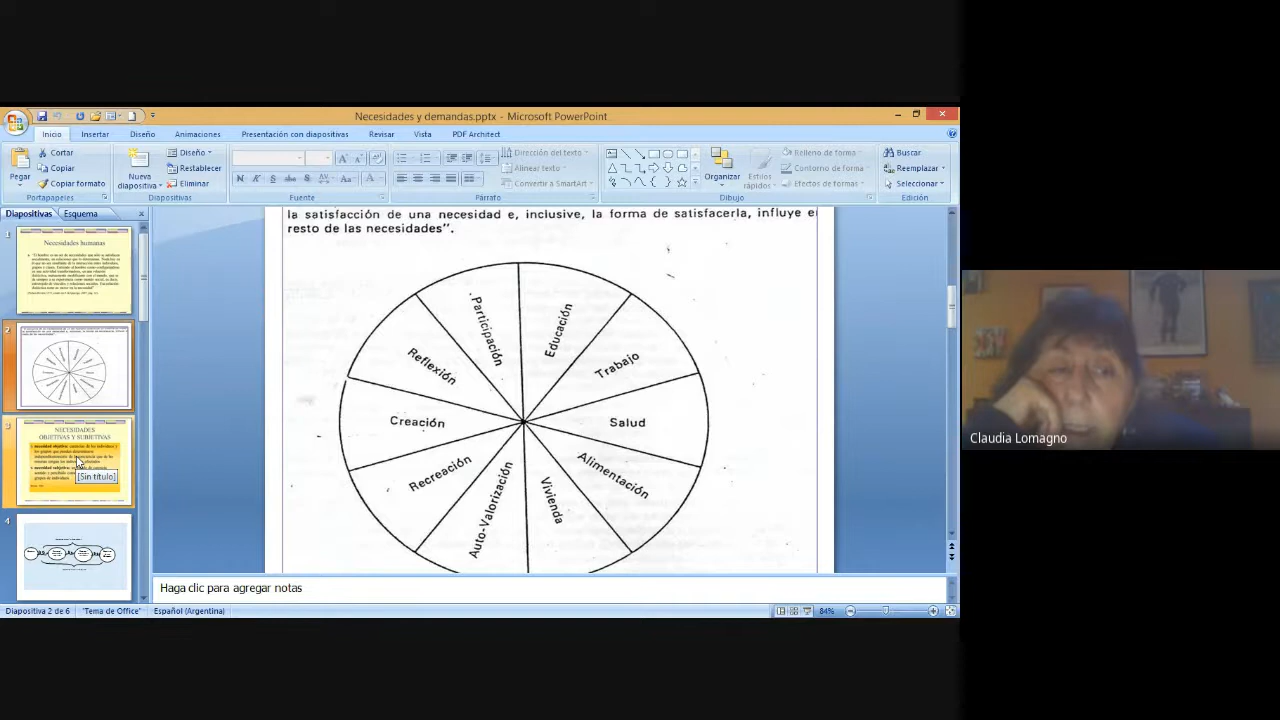 Necesidades y demandas.pptx - Microsoft PowerPoint
Inicio Insertar Diseño Animaciones Presentación con diapositivas Revisar Vista PDF Architect
Pegar
Cortar
Copiar
Copiar formato
Portapapeles
Nueva
diapositiva
Diseño
Restablecer
Eliminar
Diapositivas
Fuente
Dirección del texto
Alinear texto
Convertir a SmartArt
Párrafo
Organizar
Estilos
rápidos
Relleno de forma
Contorno de forma
Efectos de formas
Dibujo
Buscar
Reemplazar
Seleccionar
Edición
Diapositivas Esquema
1
Necesidades humanas
2
3
NECESIDADES
OBJETIVAS Y SUBJETIVAS
[Sin título]
4
la satisfacción de una necesidad e, inclusive, la forma de satisfacerla, influye
resto de las necesidades".
Participación
Educación
Reflexión
Trabajo
Creación
Salud
Recreación
Alimentación
Auto-Valorización
Vivienda
Haga clic para agregar notas
Diapositiva 2 de 6 "Tema de Office" Español (Argentina) 84%
Claudia Lomagno